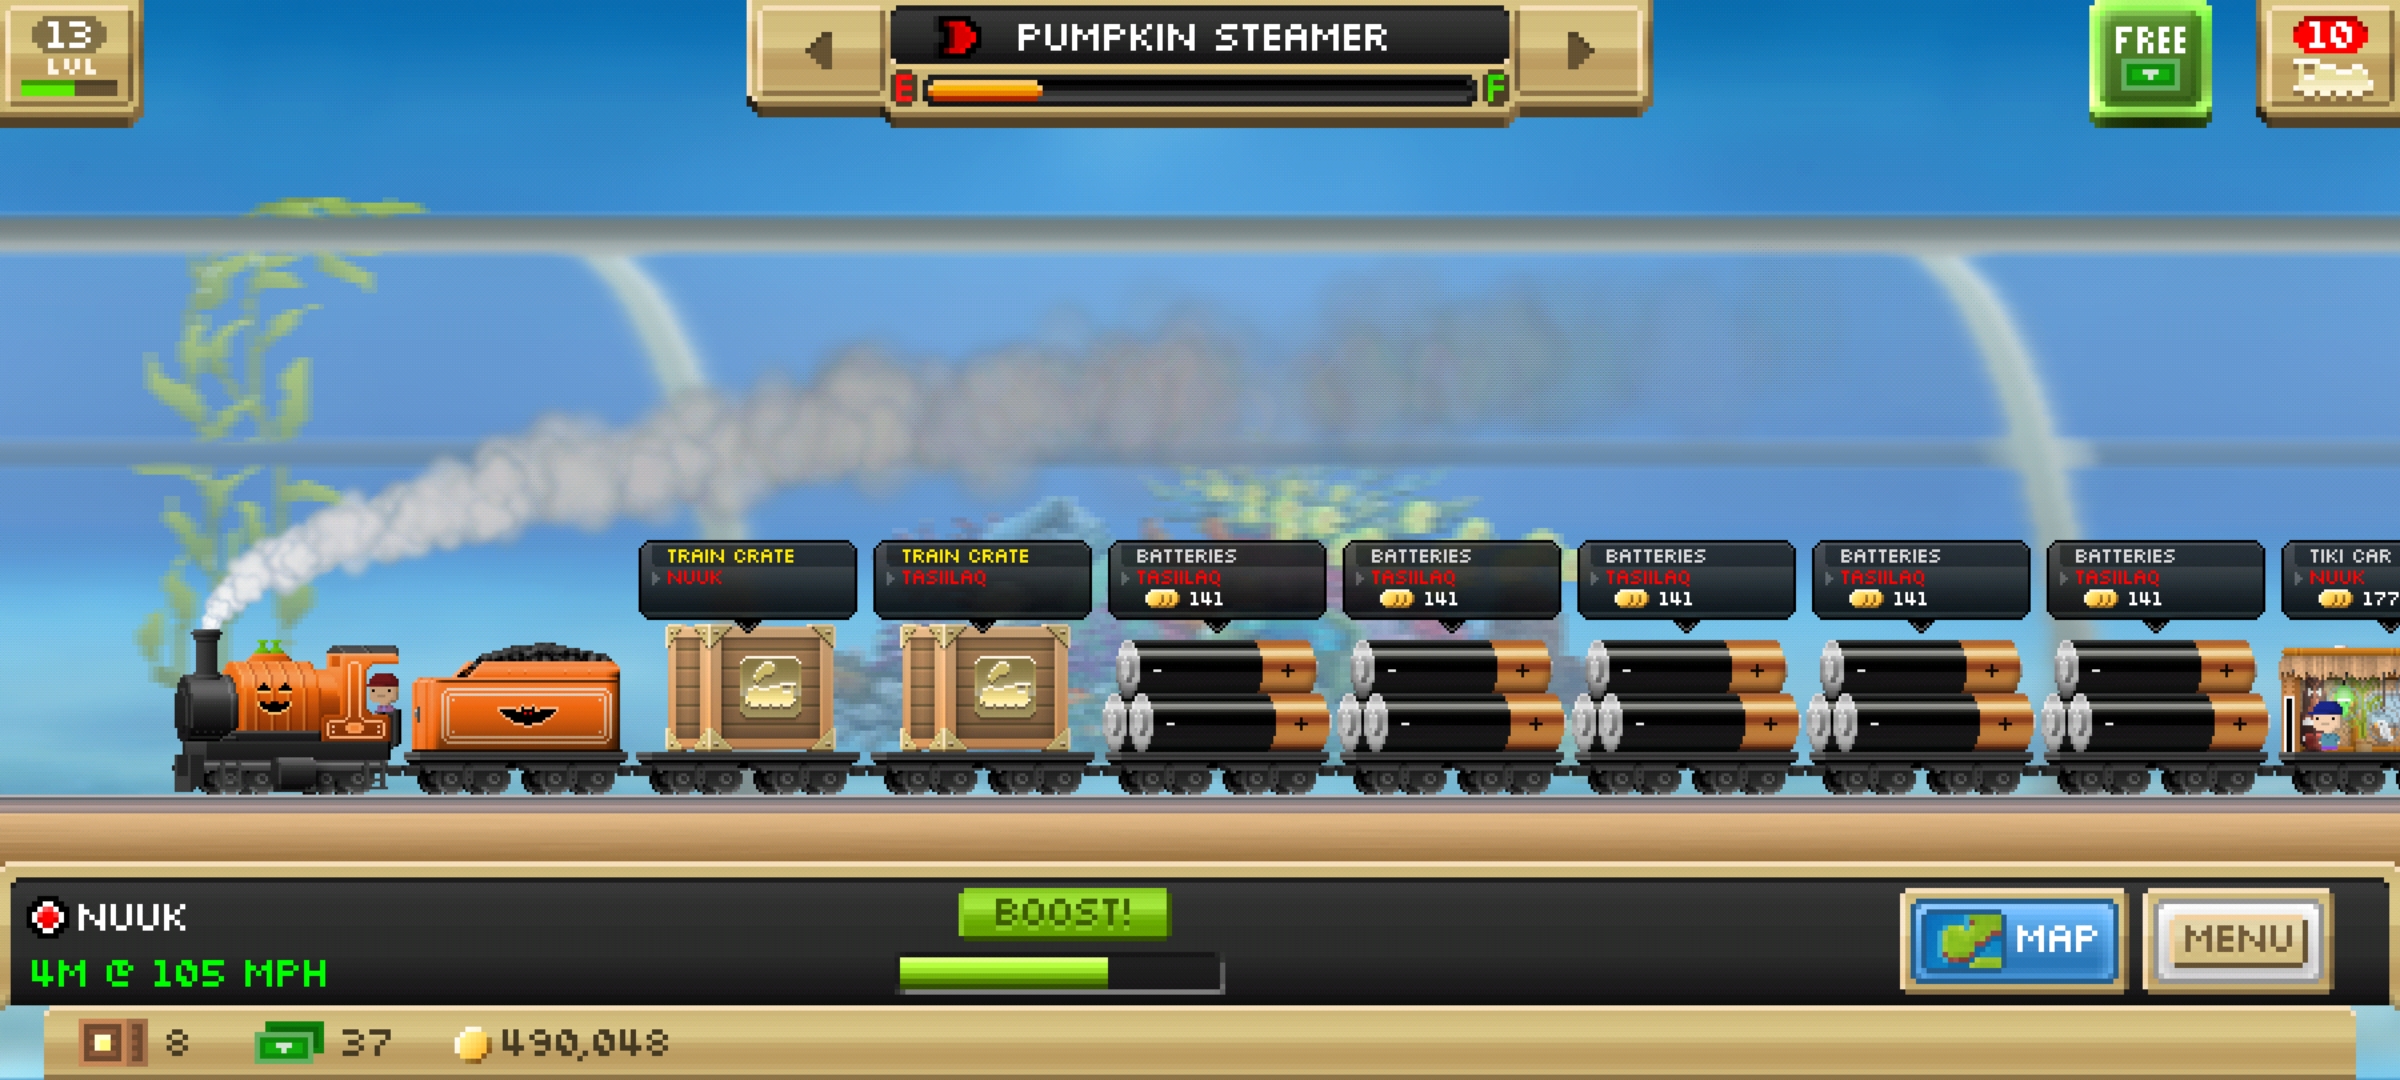 13
LVL
PUMPKIN STEAMER
E F
FREE
10
TRAIN CRATE
NUUK
TRAIN CRATE
TASIILAQ
BATTERIES
TASIILAQ
141
BATTERIES
TASIILAQ
141
BATTERIES
TASIILAQ
141
BATTERIES
TASIILAQ
141
BATTERIES
TASIILAQ
141
TIKI CAR
NUUK
177
- +
- +
- +
- +
- +
- +
- +
- +
- +
- +
NUUK
4M @ 105 MPH
BOOST!
MAP
MENU
8
37
490,048